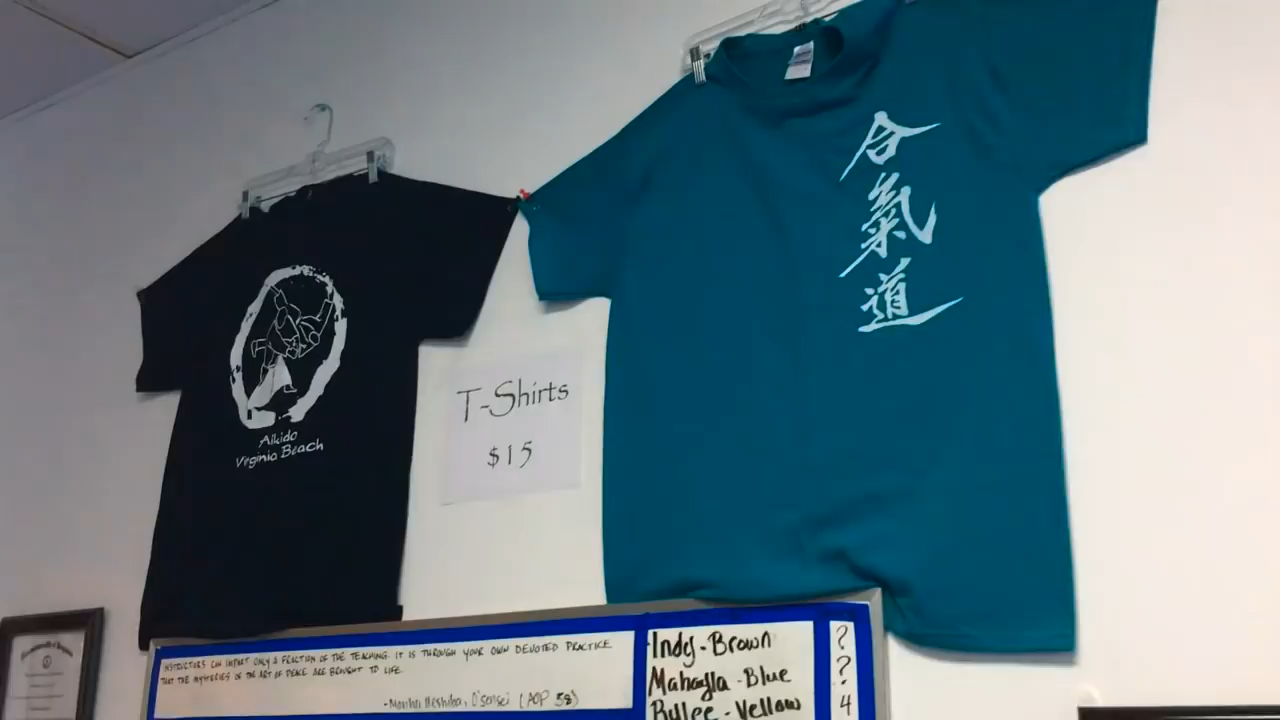 合
氣
道
Aikido
Virginia Beach
T-Shirts
$15
INSTRUCTORS CAN IMPART ONLY A FRACTION OF THE TEACHING. IT IS THROUGH YOUR OWN DEVOTED PRACTICE
THAT THE MYSTERIES OF THE ART OF PEACE ARE BROUGHT TO LIFE.
-Morihei Ueshiba, O'Sensei (AOP 58)
Indy-Brown ?
Mahayla-Blue ?
Rylee-Yellow 4